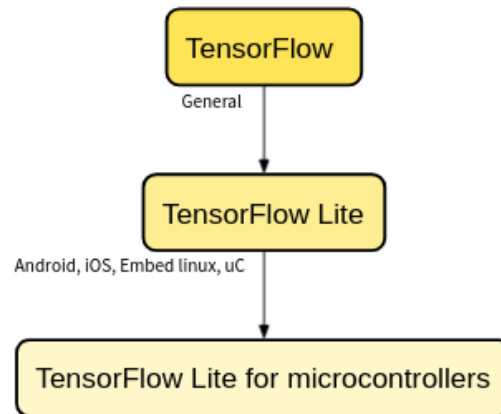 TensorFlow
General
TensorFlow Lite
Android, iOS, Embed linux, uC
TensorFlow Lite for microcontrollers